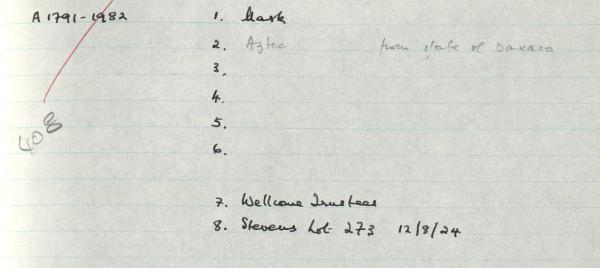 A 1791-1982
1. Mask
2. Aztec from state of Oaxaca
3.
4.
408
5.
6.
7. Wellcome Trustees
8. Stevens Lot 273 12/8/24